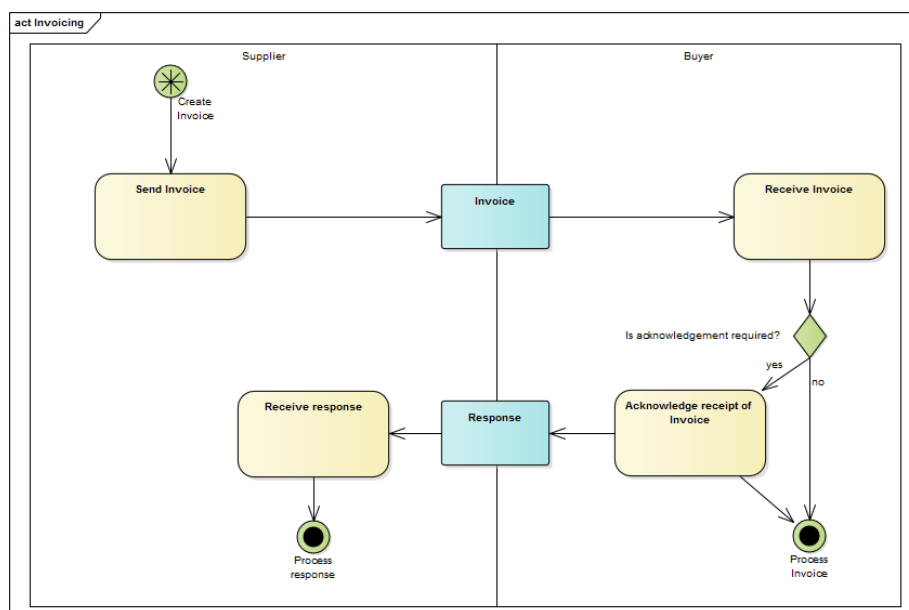 act Invoicing
Supplier
Buyer
Create
Invoice
Send Invoice
Invoice
Receive Invoice
Is acknowledgement required?
yes
no
Receive response
Response
Acknowledge receipt of
Invoice
Process
response
Process
Invoice